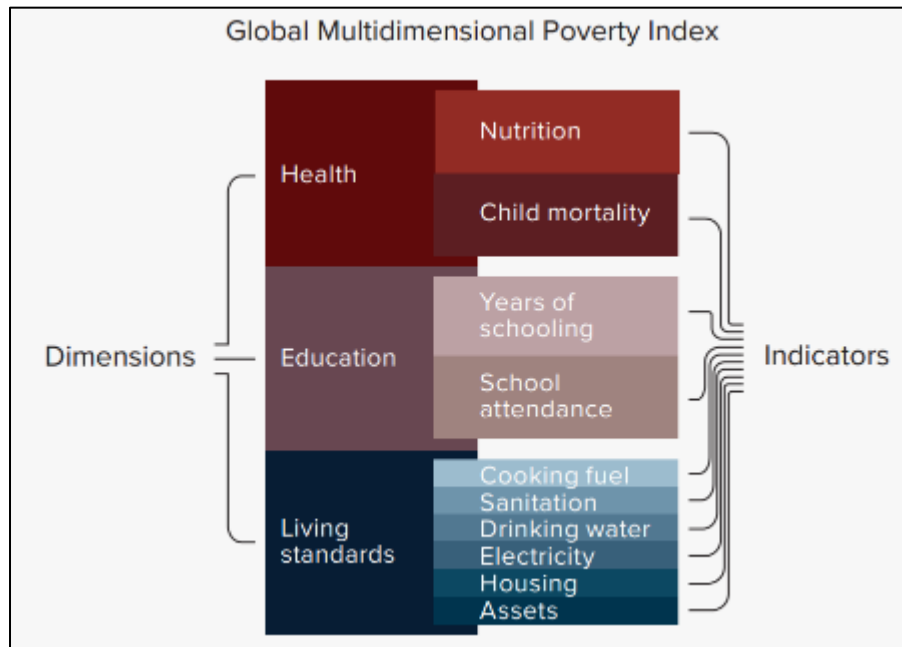 Global Multidimensional Poverty Index
Dimensions
Health
Nutrition
Child mortality
Education
Years of
schooling
School
attendance
Living
standards
Cooking fuel
Sanitation
Drinking water
Electricity
Housing
Assets
Indicators